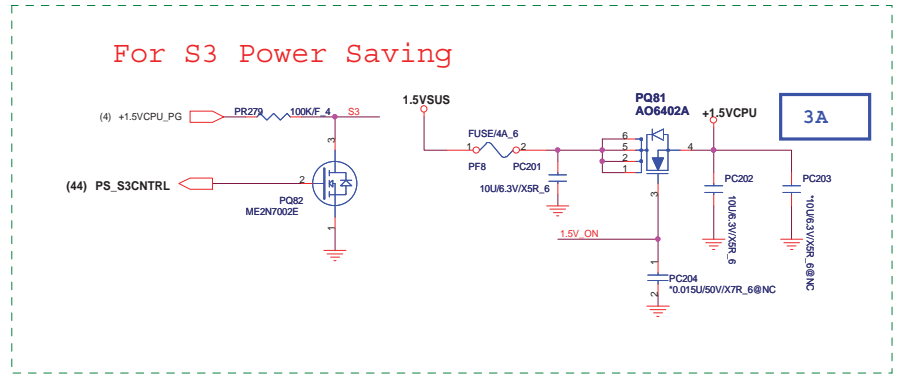 For S3 Power Saving
(4) +1.5VCPU_PG
PR279
100K/F_4
S3
3
(44) PS_S3CNTRL
2
PQ82
ME2N7002E
1
1.5VSUS
FUSE/4A_6
1
2
PF8
PC201
10U/6.3V/X5R_6
PQ81
AO6402A
6
5
2
1
4
3
+1.5VCPU
3A
PC202
10U/6.3V/X5R_6
PC203
*10U/6.3V/X5R_6@NC
1.5V_ON
1
PC204
2
*0.015U/50V/X7R_6@NC